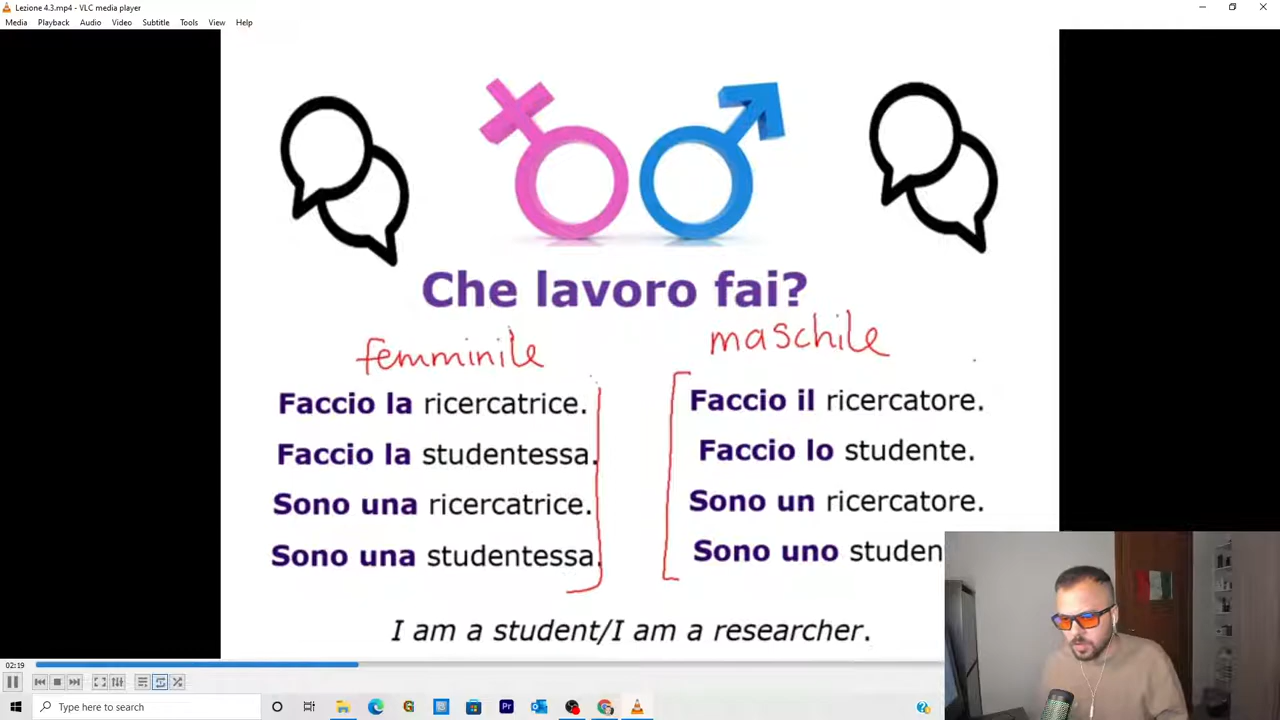 Lezione 4.3.mp4 - VLC media player
Media Playback Audio Video Subtitle Tools View Help
Che lavoro fai?
femminile
maschile
Faccio la ricercatrice.
Faccio la studentessa.
Sono una ricercatrice.
Sono una studentessa.
Faccio il ricercatore.
Faccio lo studente.
Sono un ricercatore.
Sono uno studen
I am a student/I am a researcher.
02:19
Type here to search